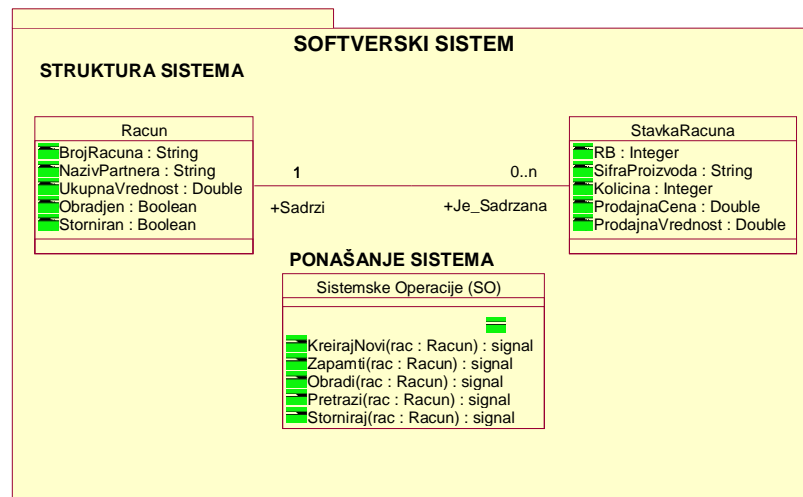 SOFTVERSKI SISTEM
STRUKTURA SISTEMA
Racun
BrojRacuna : String
NazivPartnera : String
UkupnaVrednost : Double
Obradjen : Boolean
Storniran : Boolean
1
0..n
+Sadrzi
+Je_Sadrzana
StavkaRacuna
RB : Integer
SifraProizvoda : String
Kolicina : Integer
ProdajnaCena : Double
ProdajnaVrednost : Double
PONAŠANJE SISTEMA
Sistemske Operacije (SO)
KreirajNovi(rac : Racun) : signal
Zapamti(rac : Racun) : signal
Obradi(rac : Racun) : signal
Pretrazi(rac : Racun) : signal
Storniraj(rac : Racun) : signal